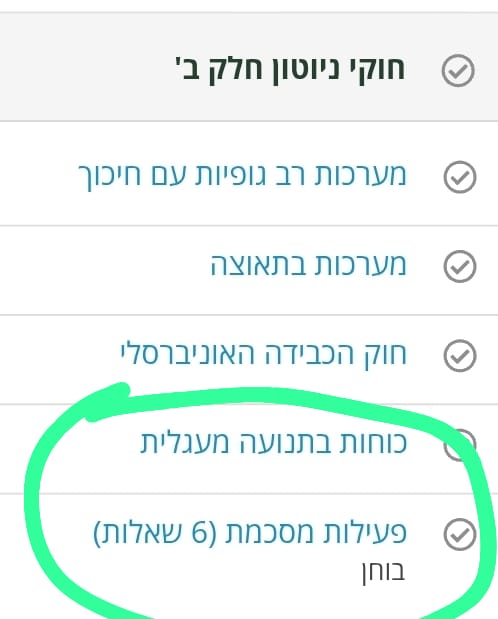 חוקי ניוטון חלק ב'
מערכות רב גופיות עם חיכוך
מערכות בתאוצה
חוק הכבידה האוניברסלי
כוחות בתנועה מעגלית
פעילות מסכמת (6 שאלות)
בוחן